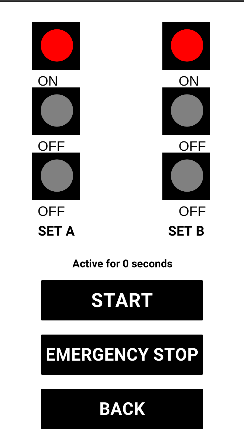 ON ON
OFF OFF
OFF OFF
SET A SET B
Active for 0 seconds
START
EMERGENCY STOP
BACK